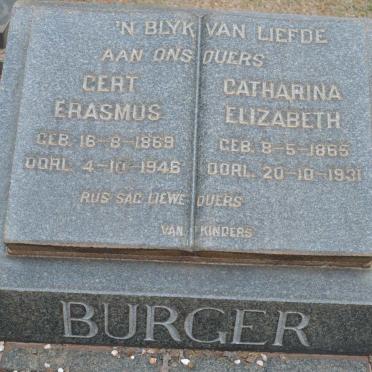 'N BLYK VAN LIEFDE
AAN ONS OUERS
GERT
ERASMUS
GEB. 16-8-1869
OORL. 4-10-1946
CATHARINA
ELIZABETH
GEB. 8-5-1865
OORL. 20-10-1931
RUS SAG LIEWE OUERS
VAN KINDERS
BURGER